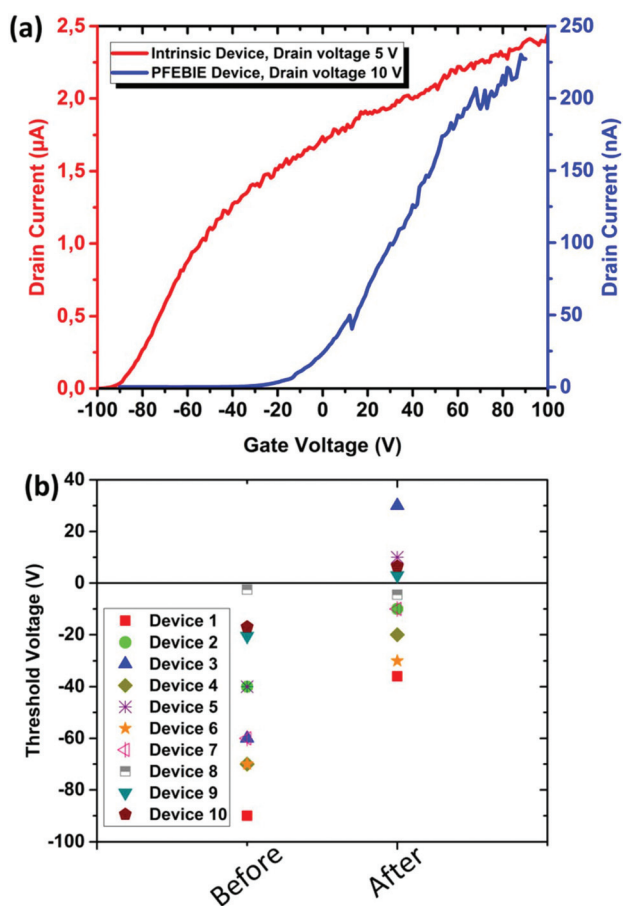 (a)
Intrinsic Device, Drain voltage 5 V
PFEBIE Device, Drain voltage 10 V
Drain Current (µA)
2,5
2,0
1,5
1,0
0,5
0,0
250
200
150
100
50
0
Drain Current (nA)
-100 -80 -60 -40 -20 0 20 40 60 80 100
Gate Voltage (V)
(b)
Threshold Voltage (V)
40
20
0
-20
-40
-60
-80
-100
Device 1
Device 2
Device 3
Device 4
Device 5
Device 6
Device 7
Device 8
Device 9
Device 10
Before
After